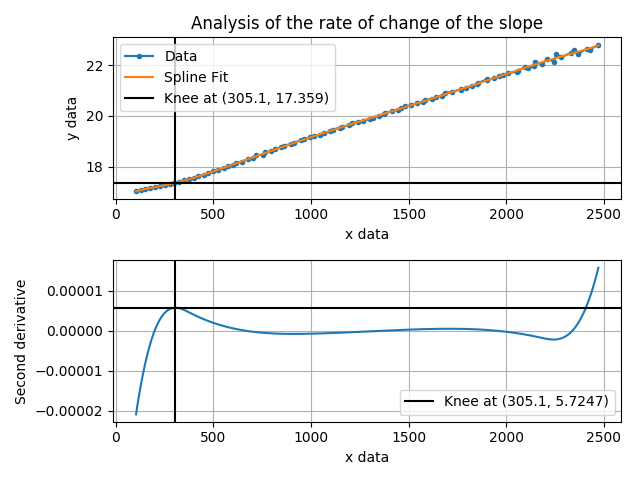 Analysis of the rate of change of the slope
Data
Spline Fit
Knee at (305.1, 17.359)
22
20
18
y data
0 500 1000 1500 2000 2500
x data
0.00001
0.00000
−0.00001
−0.00002
Second derivative
Knee at (305.1, 5.7247)
0 500 1000 1500 2000 2500
x data